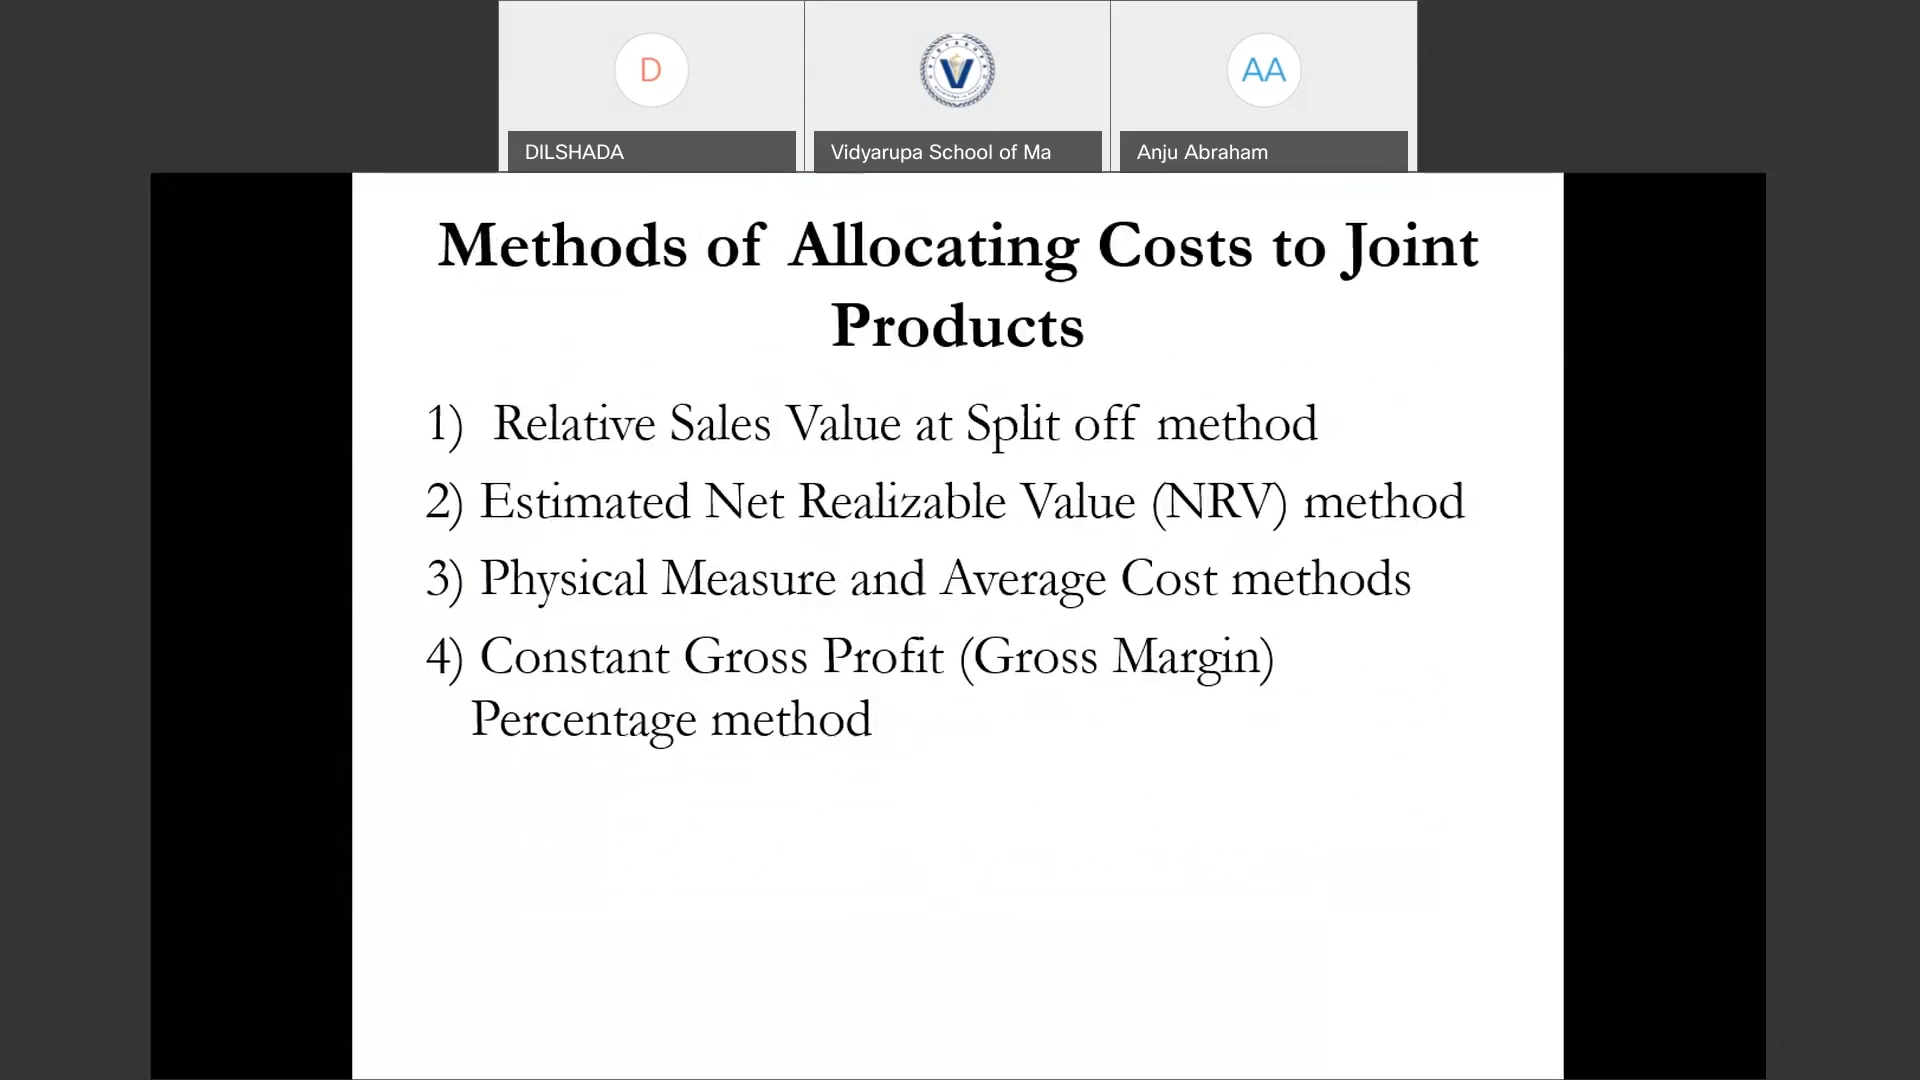 D
V
AA
DILSHADA
Vidyarupa School of Ma
Anju Abraham
Methods of Allocating Costs to Joint
Products
1) Relative Sales Value at Split off method
2) Estimated Net Realizable Value (NRV) method
3) Physical Measure and Average Cost methods
4) Constant Gross Profit (Gross Margin)
Percentage method